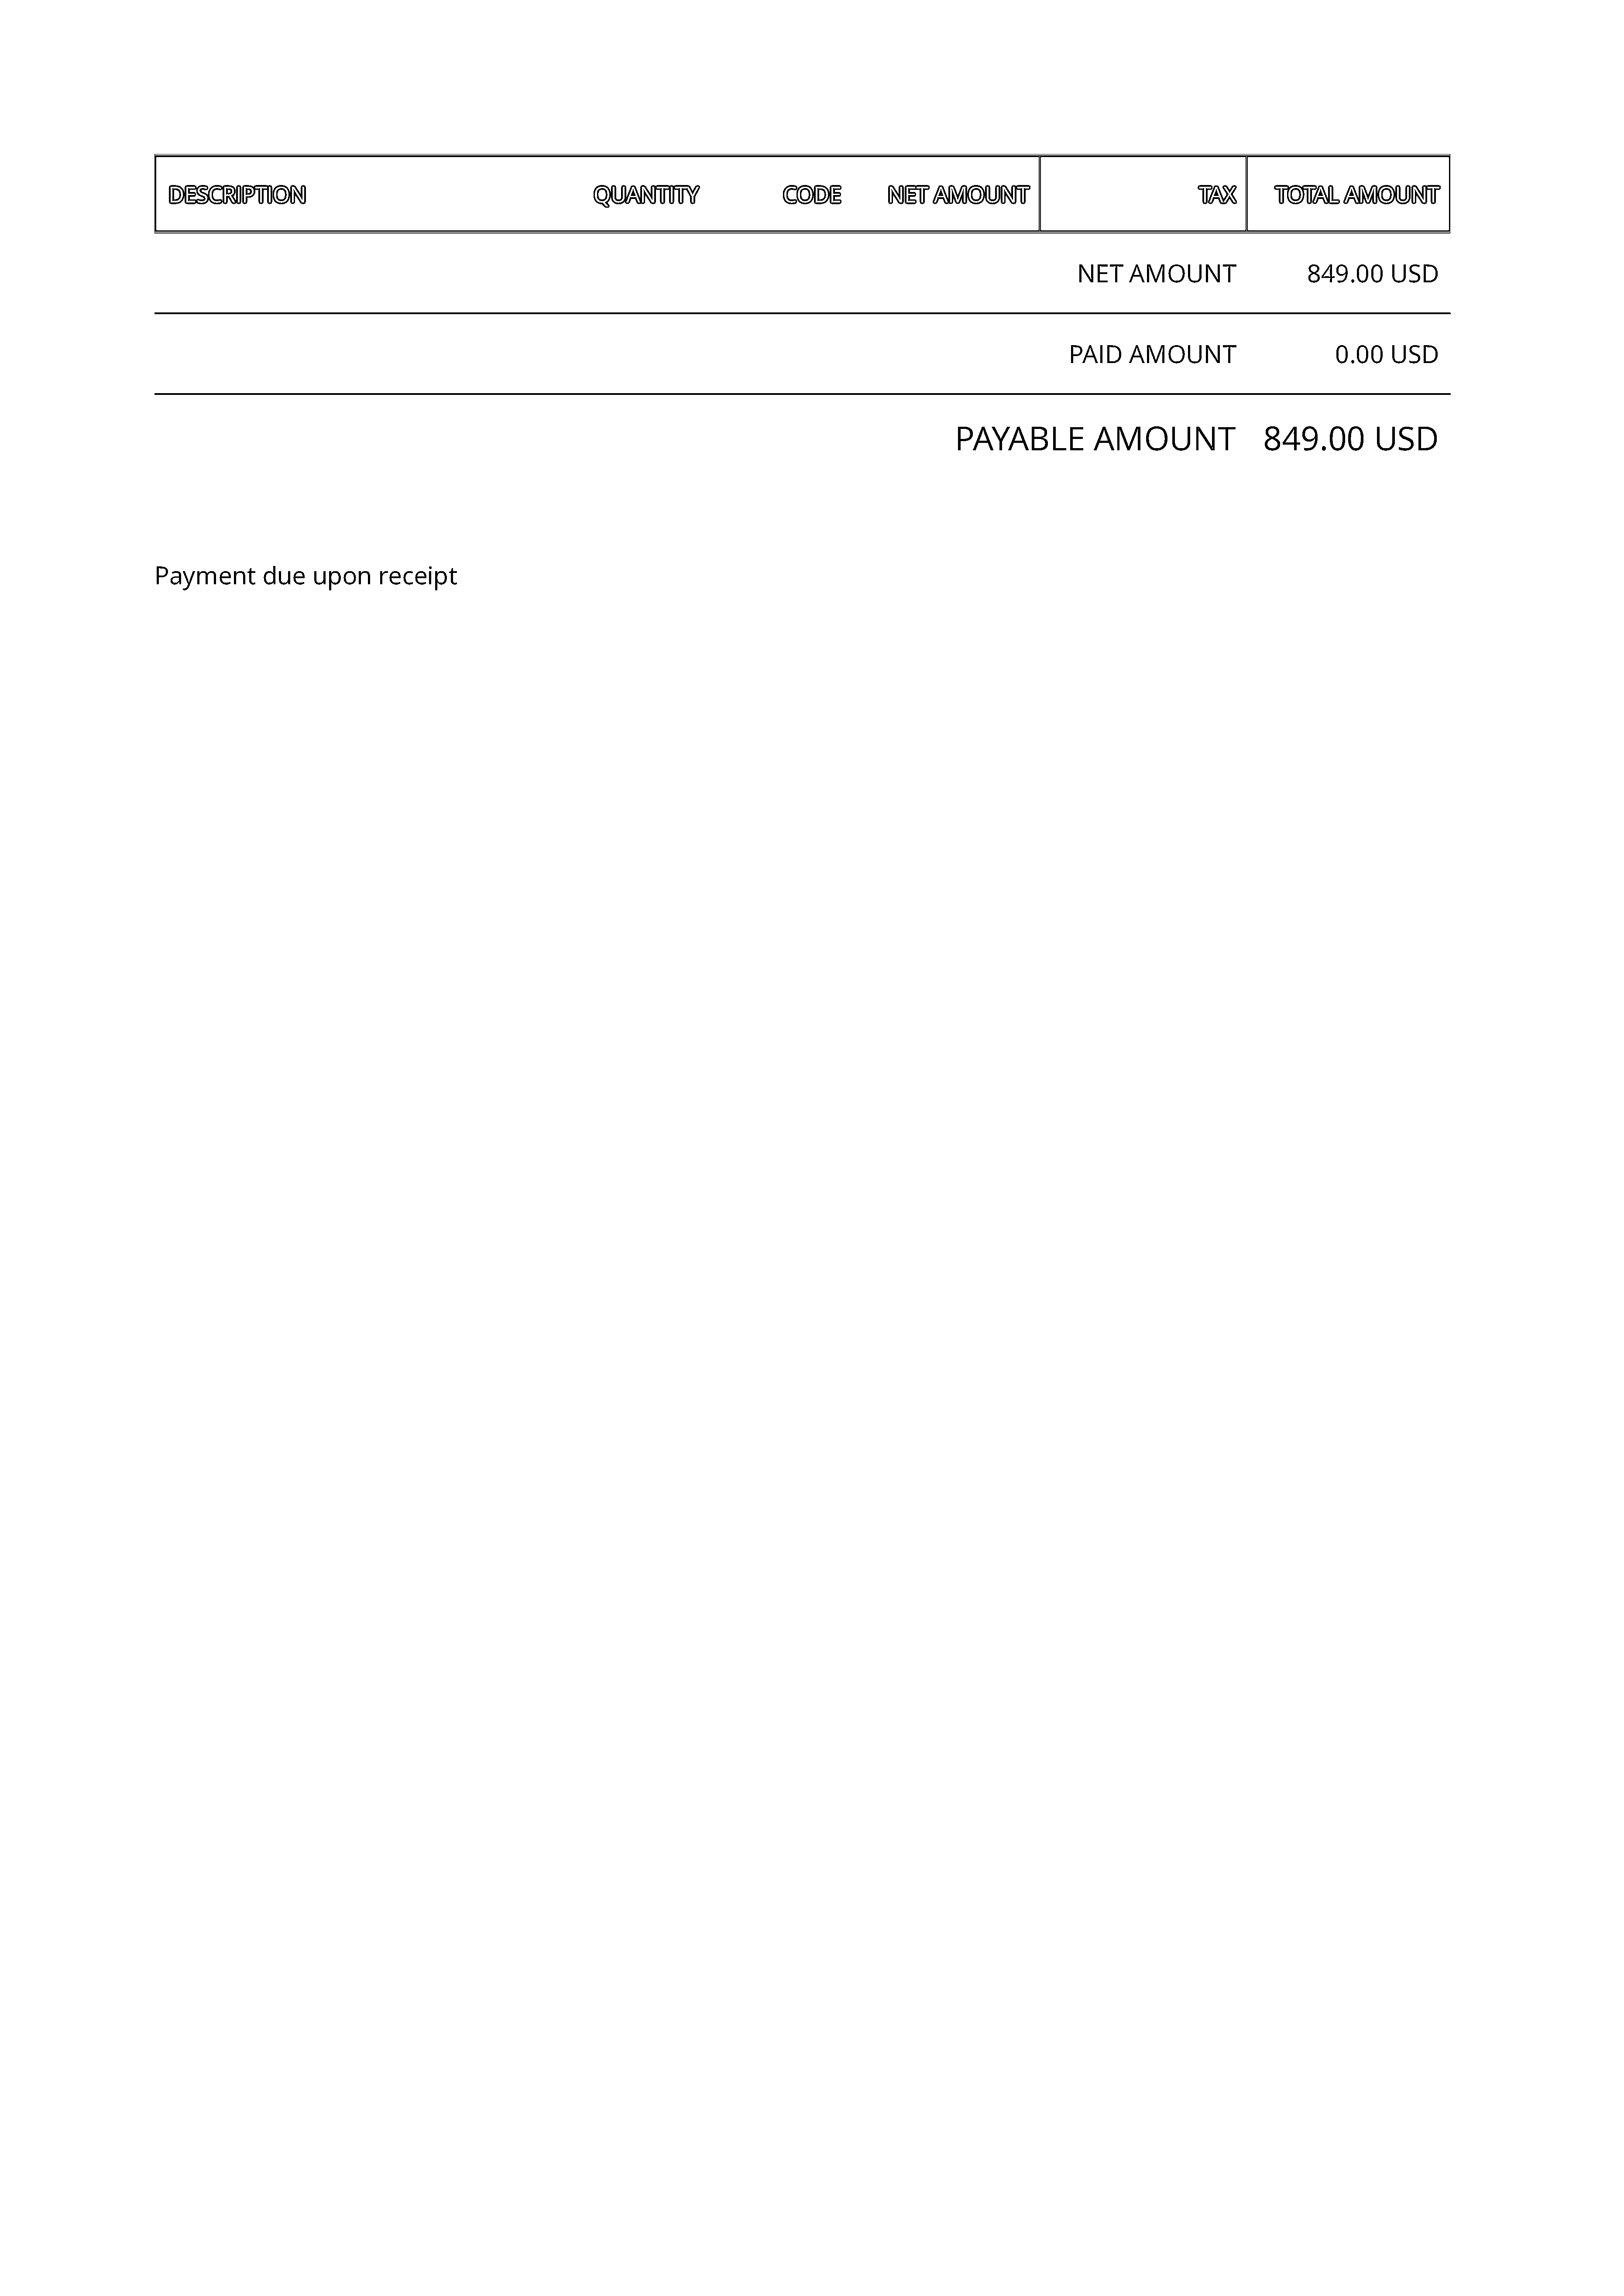 DESCRIPTION QUANTITY CODE NET AMOUNT TAX TOTAL AMOUNT
NET AMOUNT 849.00 USD
PAID AMOUNT 0.00 USD
PAYABLE AMOUNT 849.00 USD
Payment due upon receipt